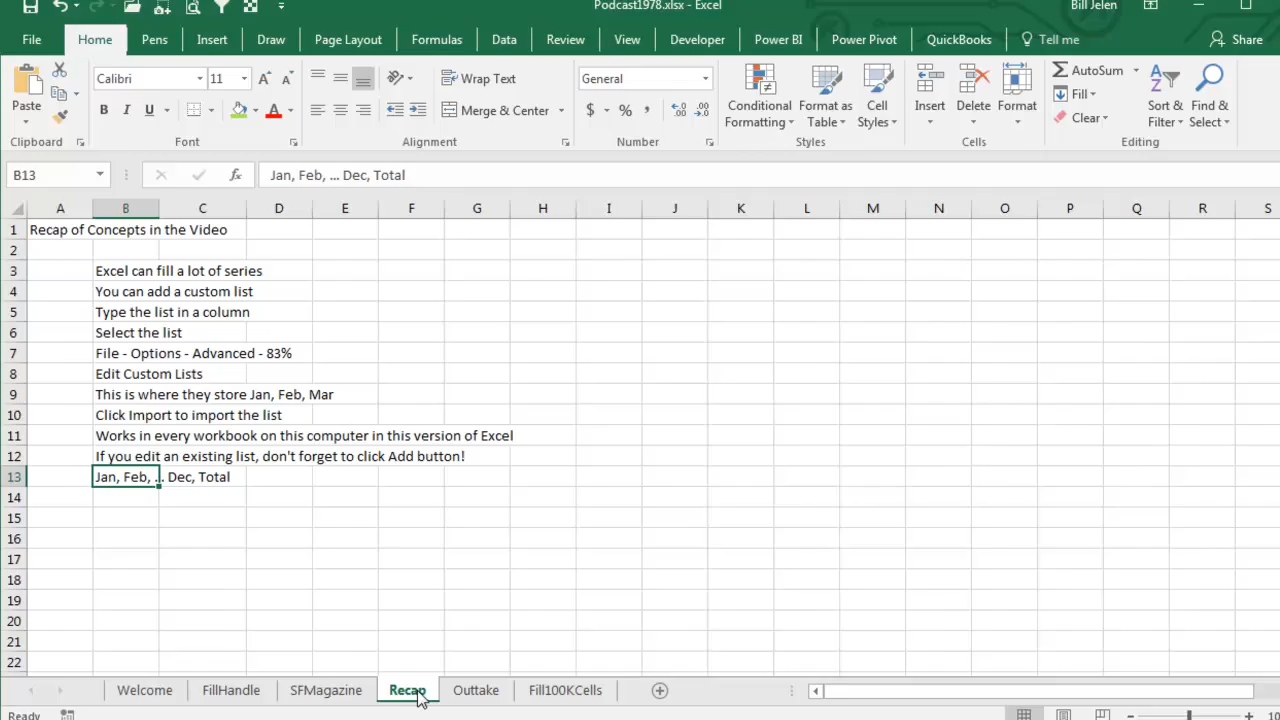 Podcast1978.xlsx - Excel
Bill Jelen
File Home Pens Insert Draw Page Layout Formulas Data Review View Developer Power BI Power Pivot QuickBooks Tell me Share
Paste
Clipboard
Calibri 11
B I U A
Font
Wrap Text
Merge & Center
Alignment
General
$ % ,
Number
Conditional Formatting
Format as Table
Cell Styles
Styles
Insert
Delete
Format
Cells
AutoSum
Fill
Clear
Sort & Filter
Find & Select
Editing
B13 fx Jan, Feb, ... Dec, Total
A B C D E F G H I J K L M N O P Q R S
1 Recap of Concepts in the Video
2
3 Excel can fill a lot of series
4 You can add a custom list
5 Type the list in a column
6 Select the list
7 File - Options - Advanced - 83%
8 Edit Custom Lists
9 This is where they store Jan, Feb, Mar
10 Click Import to import the list
11 Works in every workbook on this computer in this version of Excel
12 If you edit an existing list, don't forget to click Add button!
13 Jan, Feb, ... Dec, Total
14
15
16
17
18
19
20
21
22
Welcome FillHandle SFMagazine Recap Outtake Fill100KCells
Ready